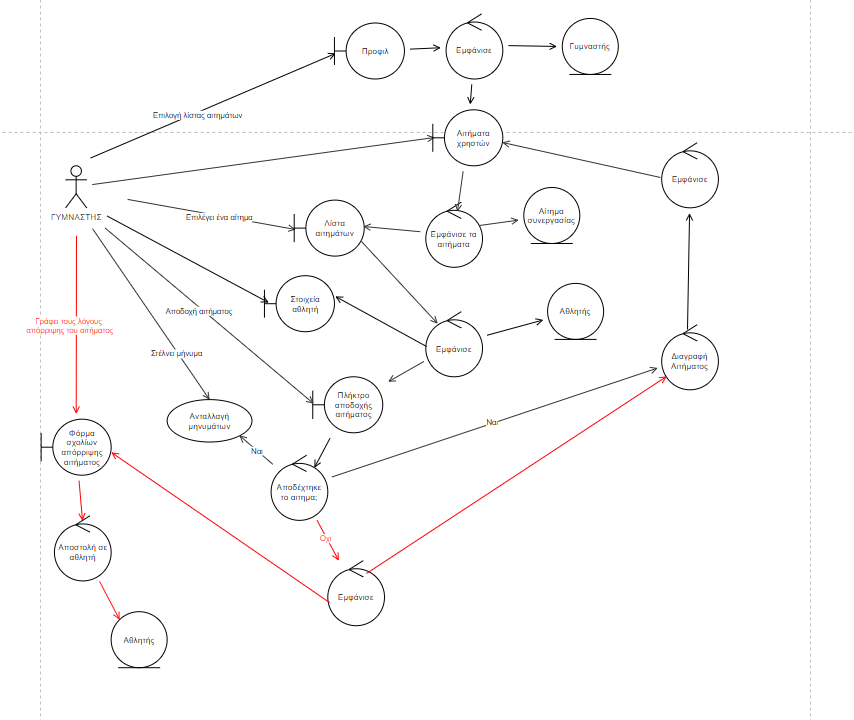 Προφιλ
Εμφάνισε
Γυμναστής
Επιλογή λίστας αιτημάτων
Αιτήματα
χρηστών
Εμφάνισε
ΓΥΜΝΑΣΤΗΣ
Επιλέγει ένα αίτημα
Λίστα
αιτημάτων
Εμφάνισε τα
αιτήματα
Αίτημα
συνεργασίας
Στοιχεία
αθλητή
Αποδοχή αιτήματος
Αθλητής
Γράφει τους λόγους
απόρριψης του αιτήματος
Στέλνει μήνυμα
Εμφάνισε
Διαγραφή
Αιτήματος
Πλήκτρο
αποδοχής
αιτήματος
Ανταλλαγή
μηνυμάτων
Ναι
Ναι
Φόρμα
σχολίων
απόρριψης
αιτήματος
Αποδέχτηκε
το αιτημα;
Όχι
Αποστολή σε
αθλητή
Εμφάνισε
Αθλητής